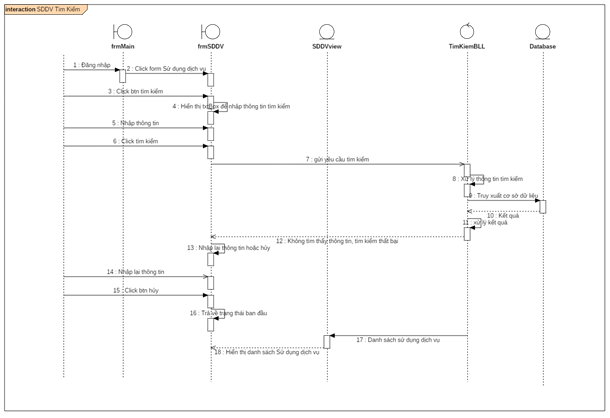 interaction SDDV Tìm Kiếm
frmMain
frmSDDV
SDDVview
TimKiemBLL
Database
1 : Đăng nhập
2 : Click form Sử dụng dịch vụ
3 : Click btn tìm kiếm
4 : Hiển thị txtbox để nhập thông tin tìm kiếm
5 : Nhập thông tin
6 : Click tìm kiếm
7 : gửi yêu cầu tìm kiếm
8 : Xử lý thông tin tìm kiếm
9 : Truy xuất cơ sở dữ liệu
10 : Kết quả
11 : xử lý kết quả
12 : Không tìm thấy thông tin, tìm kiếm thất bại
13 : Nhập lại thông tin hoặc hủy
14 : Nhập lại thông tin
15 : Click btn hủy
16 : Trả về trạng thái ban đầu
17 : Danh sách sử dụng dịch vụ
18 : Hiển thị danh sách Sử dụng dịch vụ